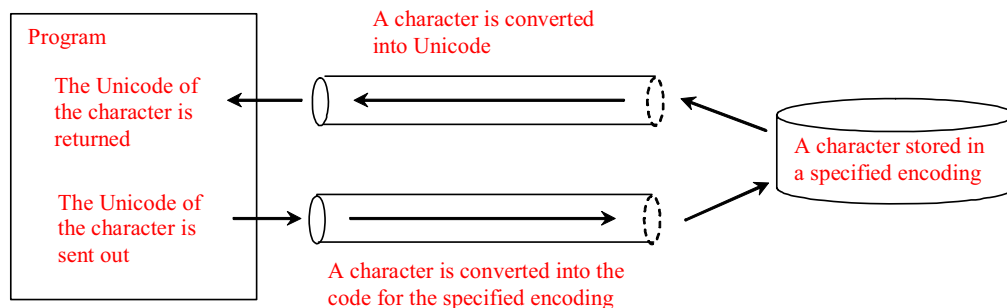 Program
A character is converted
into Unicode
The Unicode of
the character is
returned
A character stored in
a specified encoding
The Unicode of
the character is
sent out
A character is converted into the
code for the specified encoding